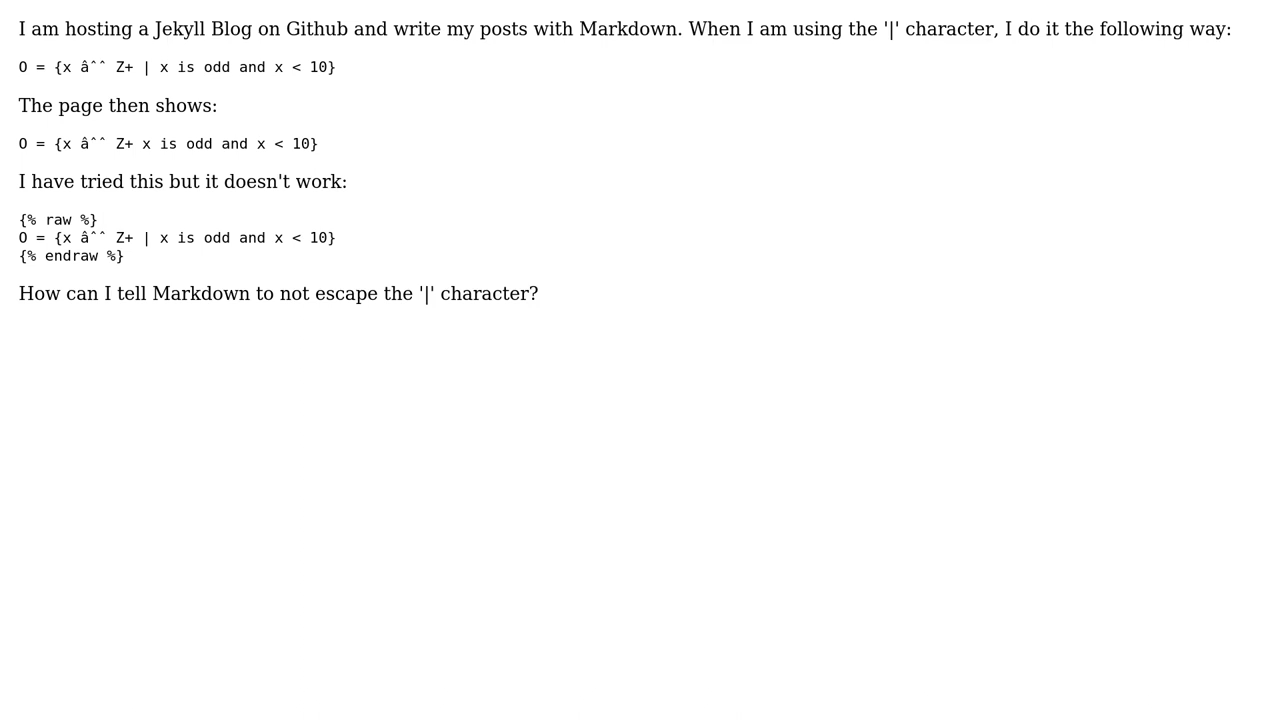 I am hosting a Jekyll Blog on Github and write my posts with Markdown. When I am using the '|' character, I do it the following way:
O = {x âˆˆ Z+ | x is odd and x < 10}
The page then shows:
O = {x âˆˆ Z+ x is odd and x < 10}
I have tried this but it doesn't work:
{% raw %}
O = {x âˆˆ Z+ | x is odd and x < 10}
{% endraw %}
How can I tell Markdown to not escape the '|' character?